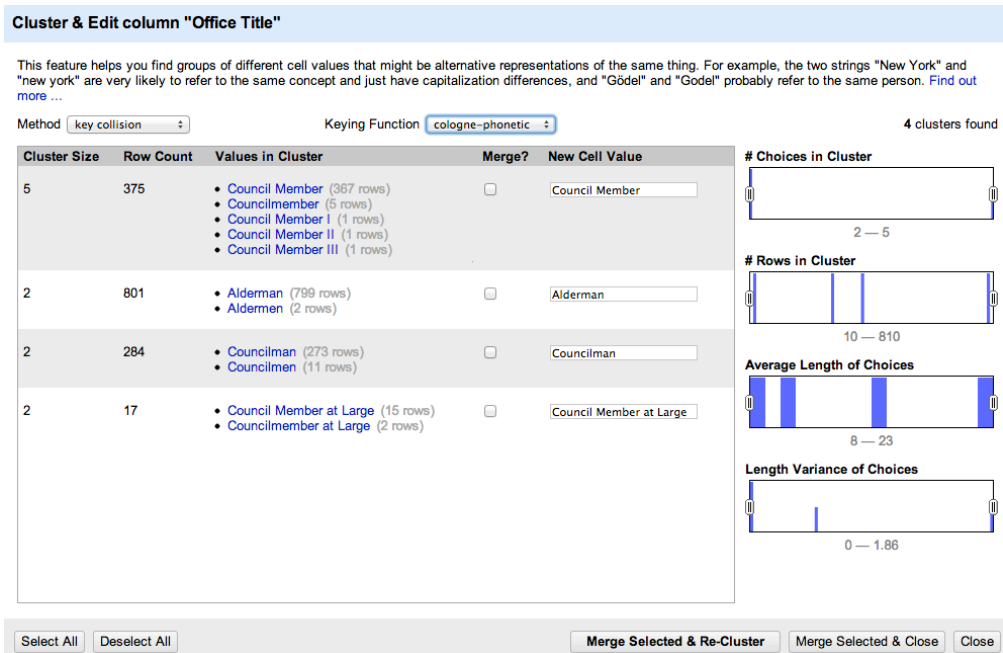 Cluster & Edit column "Office Title"
This feature helps you find groups of different cell values that might be alternative representations of the same thing. For example, the two strings "New York" and
"new york" are very likely to refer to the same concept and just have capitalization differences, and "Gödel" and "Godel" probably refer to the same person. Find out
more ...
Method key collision Keying Function cologne-phonetic 4 clusters found
Cluster Size Row Count Values in Cluster Merge? New Cell Value
5 375 • Council Member (367 rows) Council Member
• Councilmember (5 rows)
• Council Member I (1 rows)
• Council Member II (1 rows)
• Council Member III (1 rows)
2 801 • Alderman (799 rows) Alderman
• Aldermen (2 rows)
2 284 • Councilman (273 rows) Councilman
• Councilmen (11 rows)
2 17 • Council Member at Large (15 rows) Council Member at Large
• Councilmember at Large (2 rows)
# Choices in Cluster
2 — 5
# Rows in Cluster
10 — 810
Average Length of Choices
8 — 23
Length Variance of Choices
0 — 1.86
Select All Deselect All Merge Selected & Re-Cluster Merge Selected & Close Close